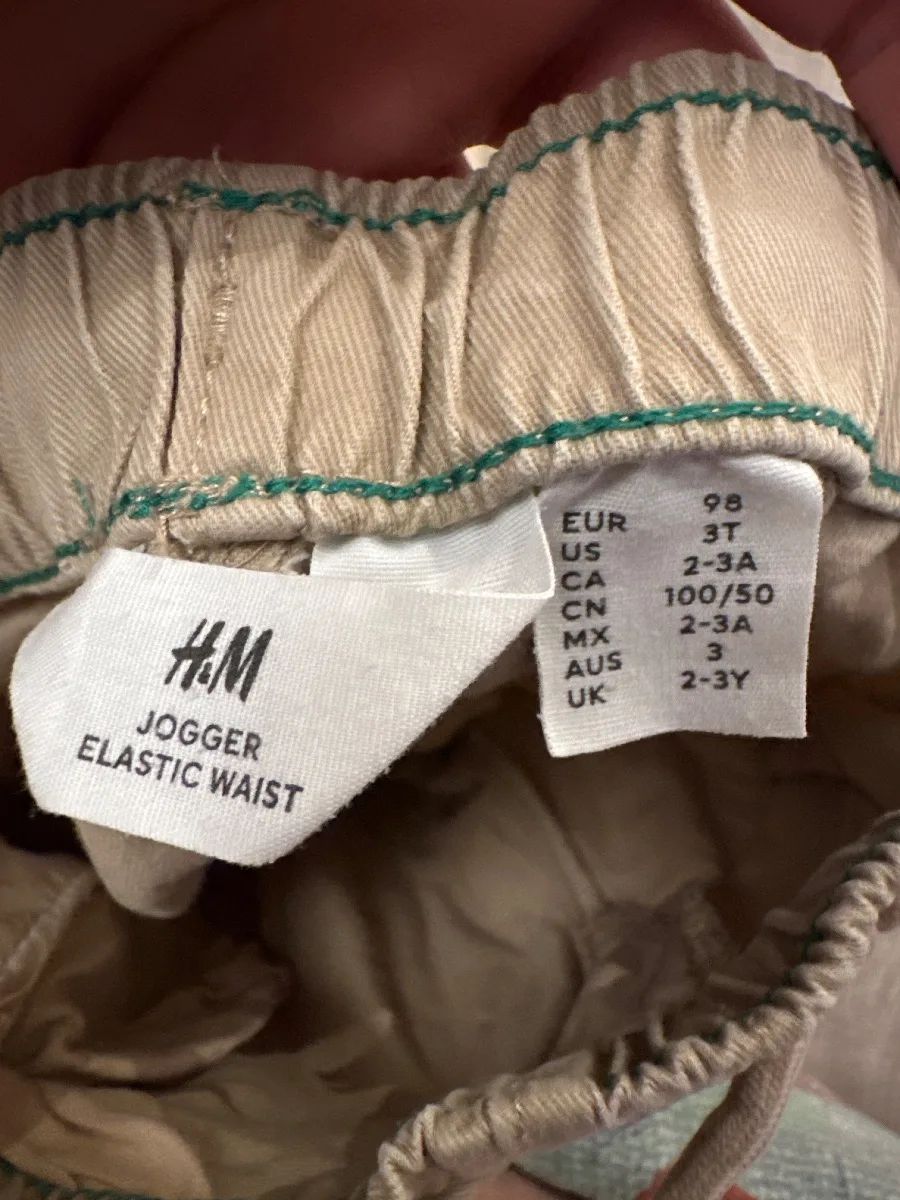 H&M
JOGGER
ELASTIC WAIST
EUR 98
US 3T
CA 2-3A
CN 100/50
MX 2-3A
AUS 3
UK 2-3Y